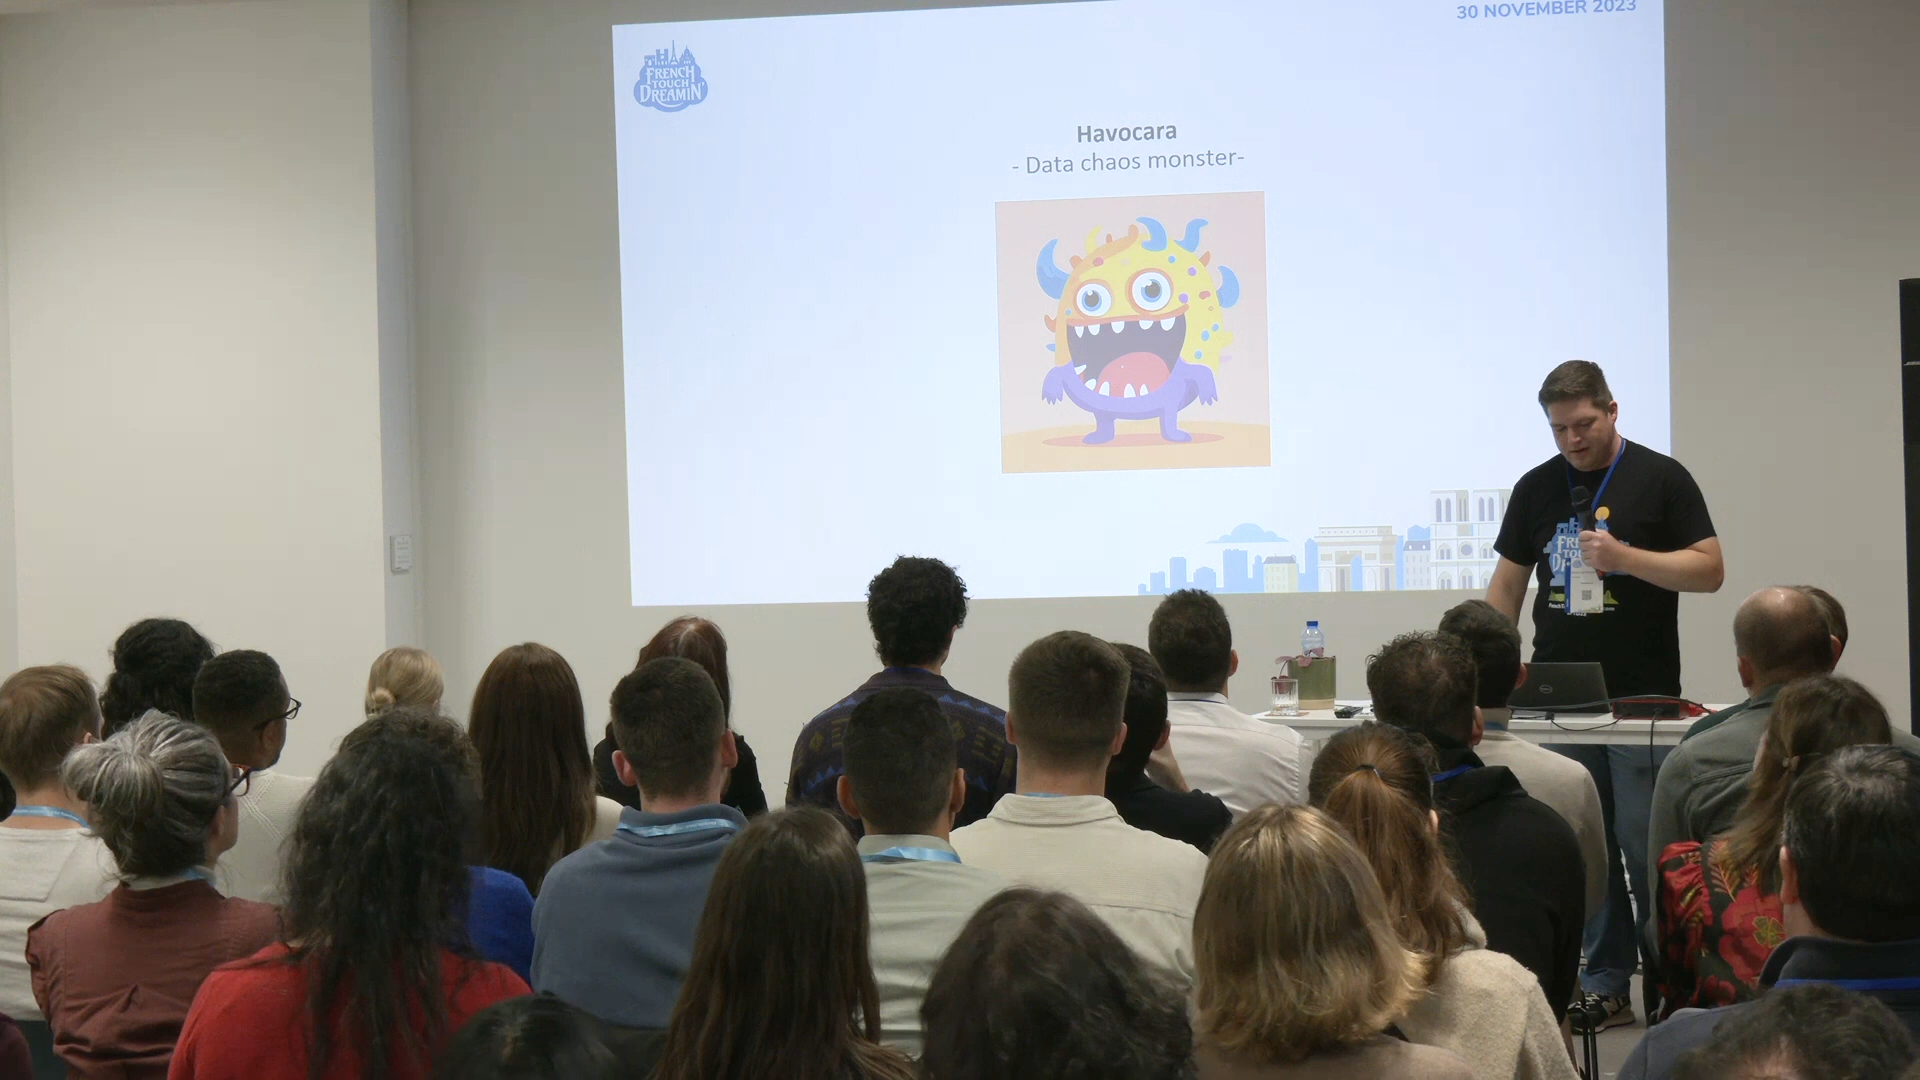 30 NOVEMBER 2023
FRENCH
TOUCH
DREAMIN'
Havocara
- Data chaos monster-